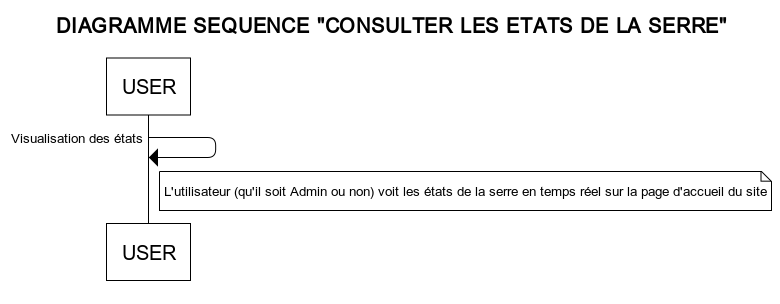 DIAGRAMME SEQUENCE "CONSULTER LES ETATS DE LA SERRE"
USER
Visualisation des états
L'utilisateur (qu'il soit Admin ou non) voit les états de la serre en temps réel sur la page d'accueil du site
USER